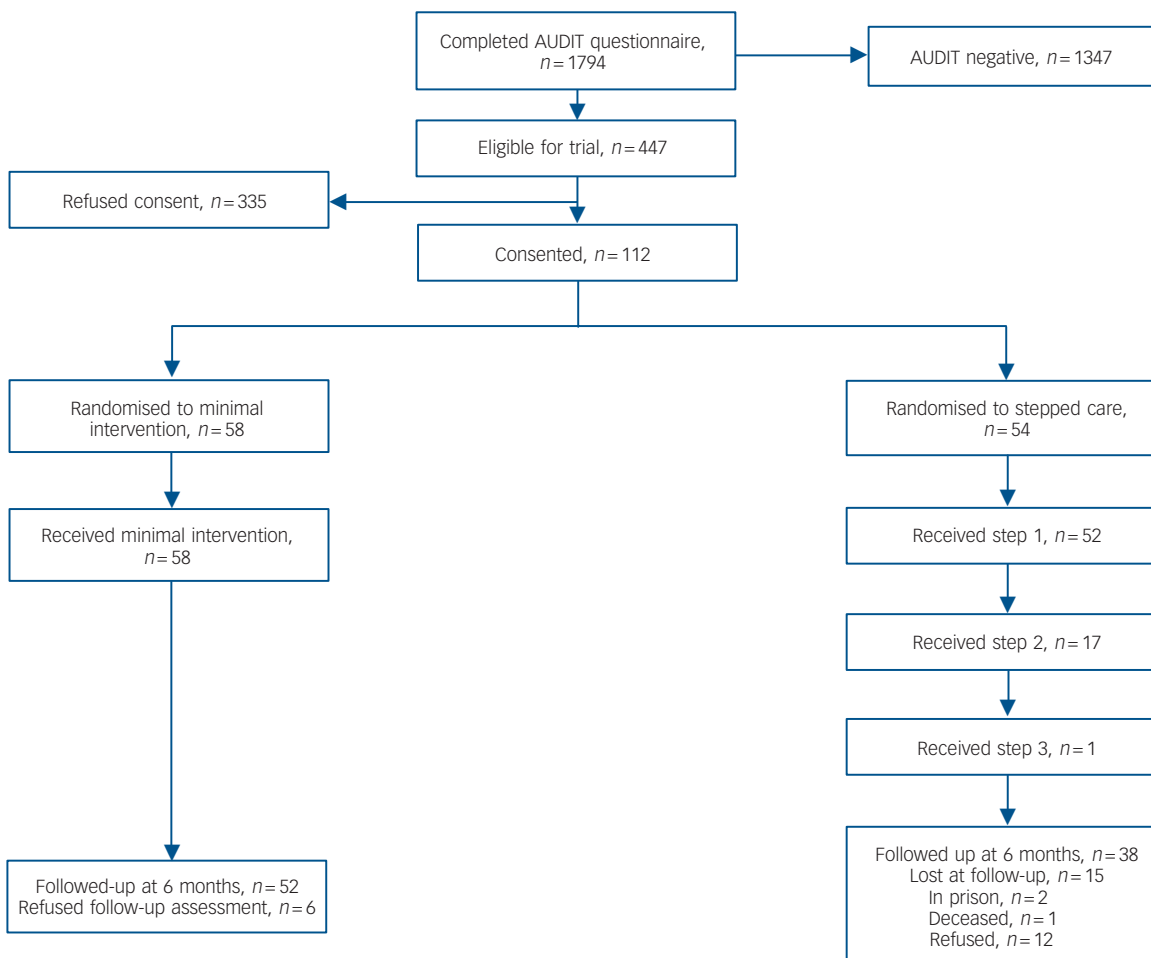 Completed AUDIT questionnaire,
n=1794
AUDIT negative, n=1347
Eligible for trial, n=447
Refused consent, n=335
Consented, n=112
Randomised to minimal
intervention, n=58
Randomised to stepped care,
n=54
Received minimal intervention,
n=58
Received step 1, n=52
Received step 2, n=17
Received step 3, n=1
Followed-up at 6 months, n=52
Refused follow-up assessment, n=6
Followed up at 6 months, n=38
Lost at follow-up, n=15
In prison, n=2
Deceased, n=1
Refused, n=12